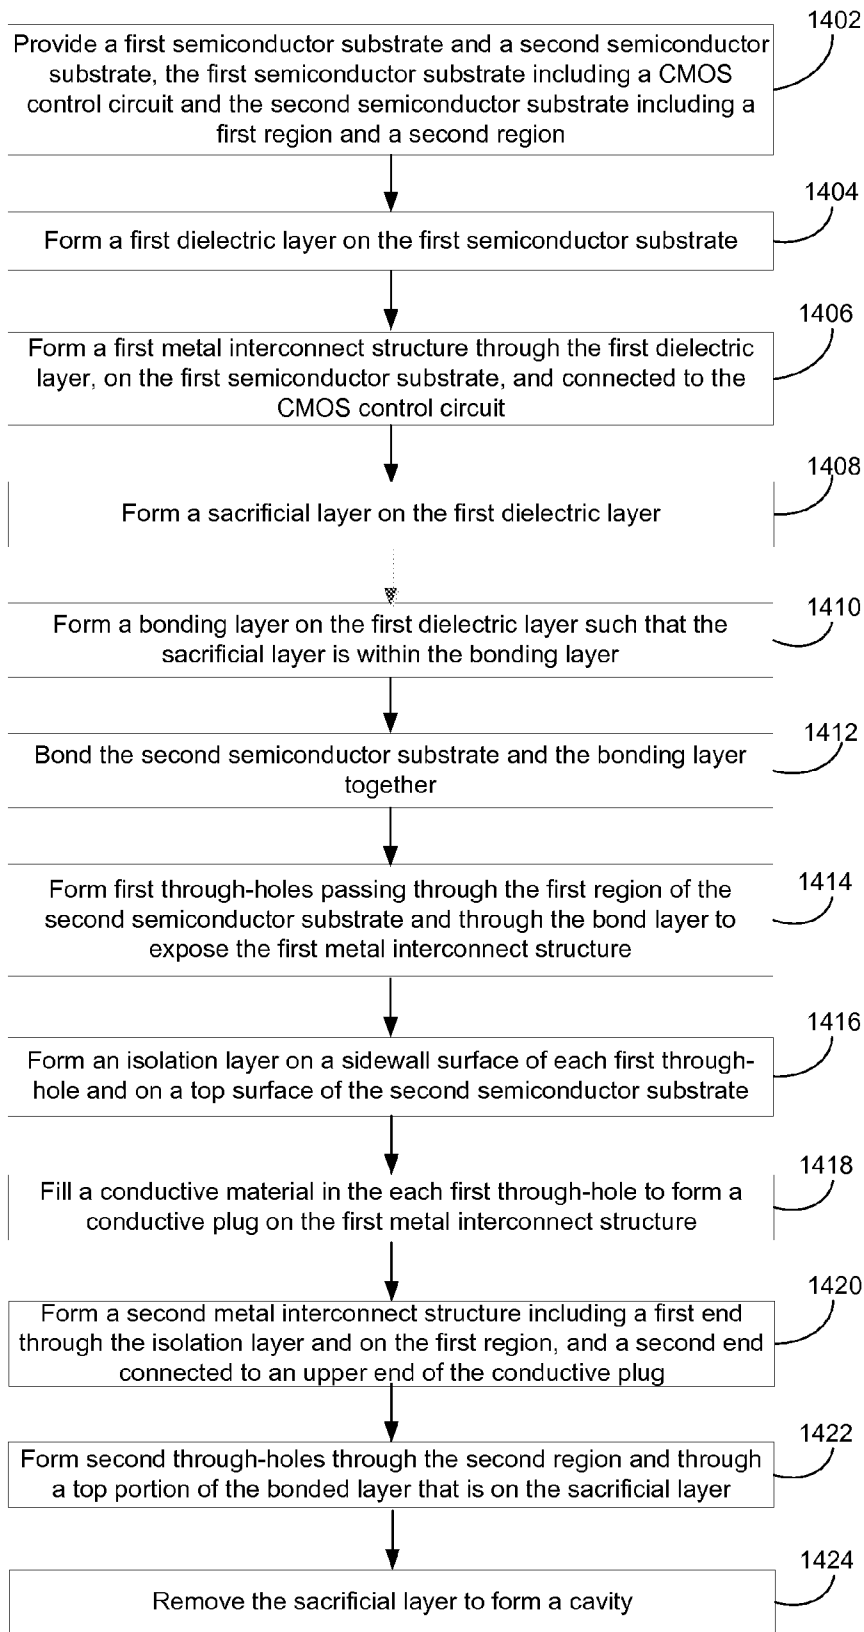 1402
Provide a first semiconductor substrate and a second semiconductor
substrate, the first semiconductor substrate including a CMOS
control circuit and the second semiconductor substrate including a
first region and a second region
1404
Form a first dielectric layer on the first semiconductor substrate
1406
Form a first metal interconnect structure through the first dielectric
layer, on the first semiconductor substrate, and connected to the
CMOS control circuit
1408
Form a sacrificial layer on the first dielectric layer
1410
Form a bonding layer on the first dielectric layer such that the
sacrificial layer is within the bonding layer
1412
Bond the second semiconductor substrate and the bonding layer
together
1414
Form first through-holes passing through the first region of the
second semiconductor substrate and through the bond layer to
expose the first metal interconnect structure
1416
Form an isolation layer on a sidewall surface of each first through-
hole and on a top surface of the second semiconductor substrate
1418
Fill a conductive material in the each first through-hole to form a
conductive plug on the first metal interconnect structure
1420
Form a second metal interconnect structure including a first end
through the isolation layer and on the first region, and a second end
connected to an upper end of the conductive plug
1422
Form second through-holes through the second region and through
a top portion of the bonded layer that is on the sacrificial layer
1424
Remove the sacrificial layer to form a cavity